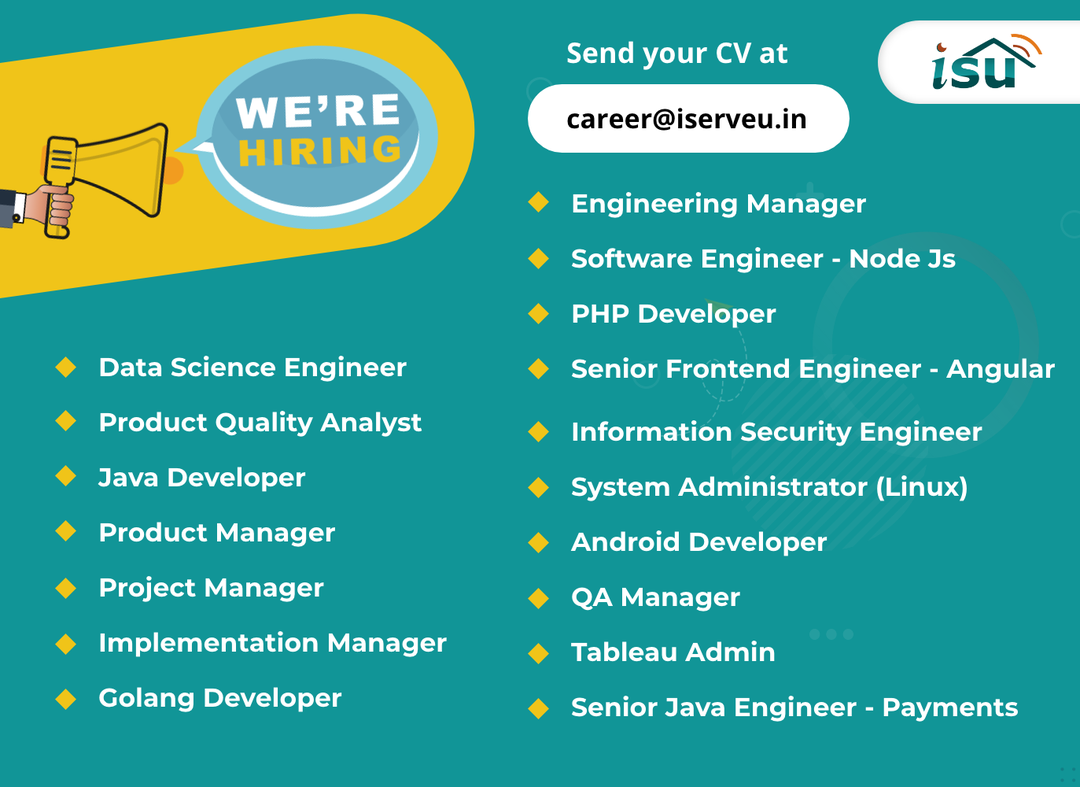 WE'RE
HIRING
Send your CV at
career@iserveu.in
isu
Data Science Engineer
Product Quality Analyst
Java Developer
Product Manager
Project Manager
Implementation Manager
Golang Developer
Engineering Manager
Software Engineer - Node Js
PHP Developer
Senior Frontend Engineer - Angular
Information Security Engineer
System Administrator (Linux)
Android Developer
QA Manager
Tableau Admin
Senior Java Engineer - Payments